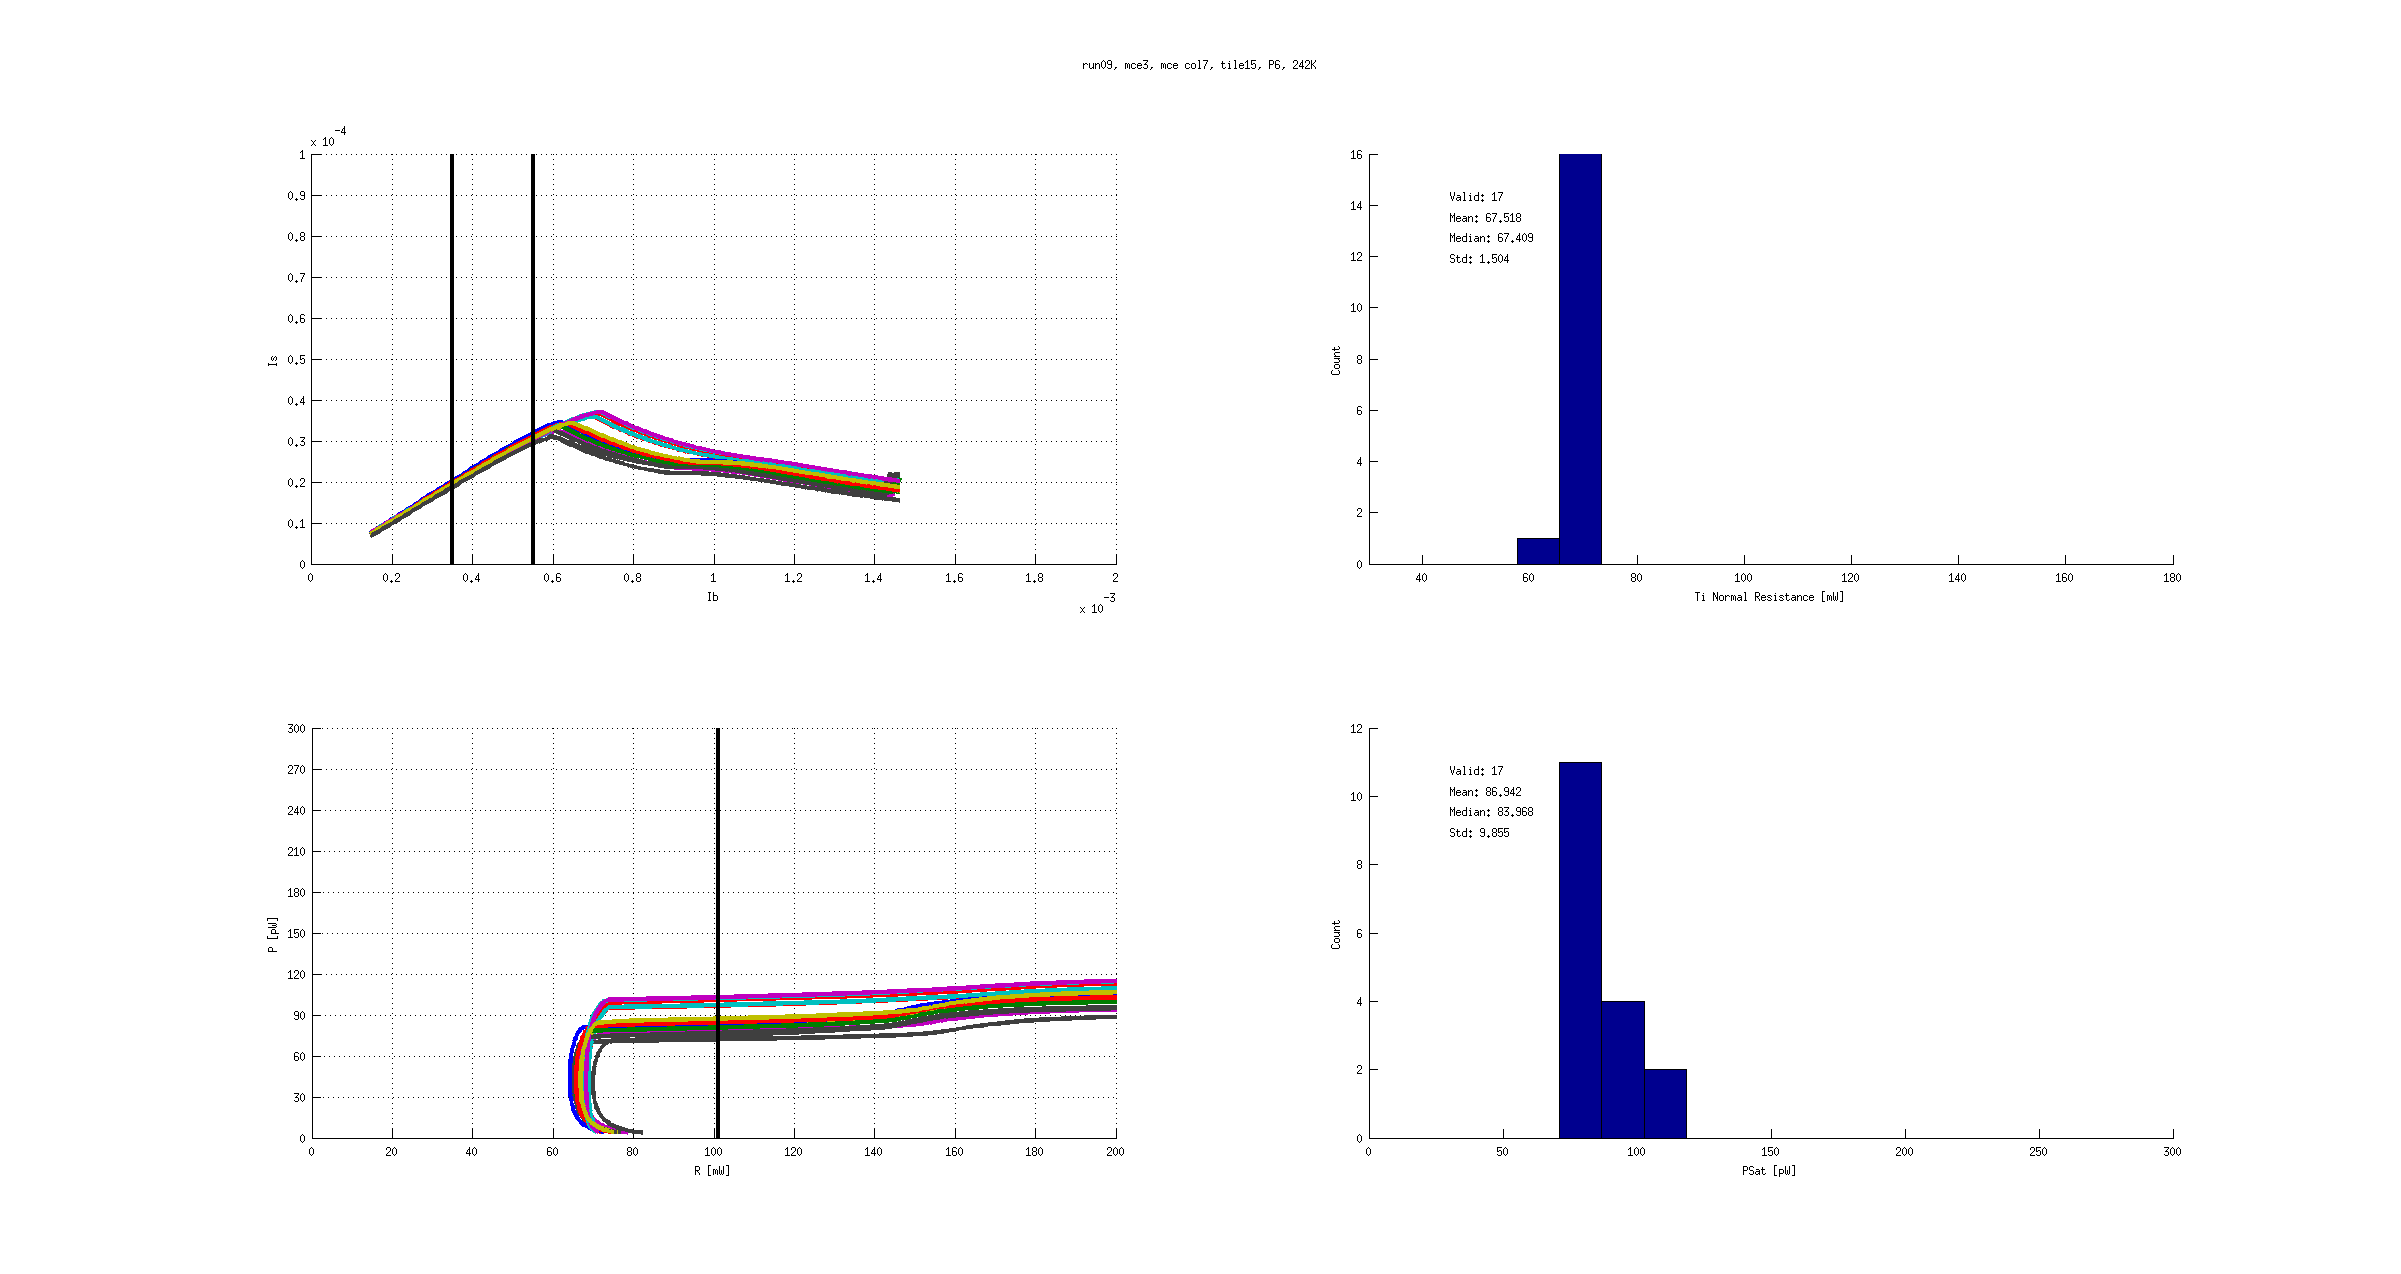 run09, mce3, mce col7, tile15, P6, 242K
x 10 -4
1
0.9
0.8
0.7
0.6
0.5
0.4
0.3
0.2
0.1
0
Is
0 0.2 0.4 0.6 0.8 1 1.2 1.4 1.6 1.8 2
Ib
x 10 -3
16
14
12
10
8
6
4
2
0
Count
Valid: 17
Mean: 67.518
Median: 67.409
Std: 1.504
40 60 80 100 120 140 160 180
Ti Normal Resistance [mW]
300
270
240
210
180
150
120
90
60
30
0
P [pW]
0 20 40 60 80 100 120 140 160 180 200
R [mW]
12
10
8
6
4
2
0
Count
Valid: 17
Mean: 86.942
Median: 83.968
Std: 9.855
0 50 100 150 200 250 300
PSat [pW]